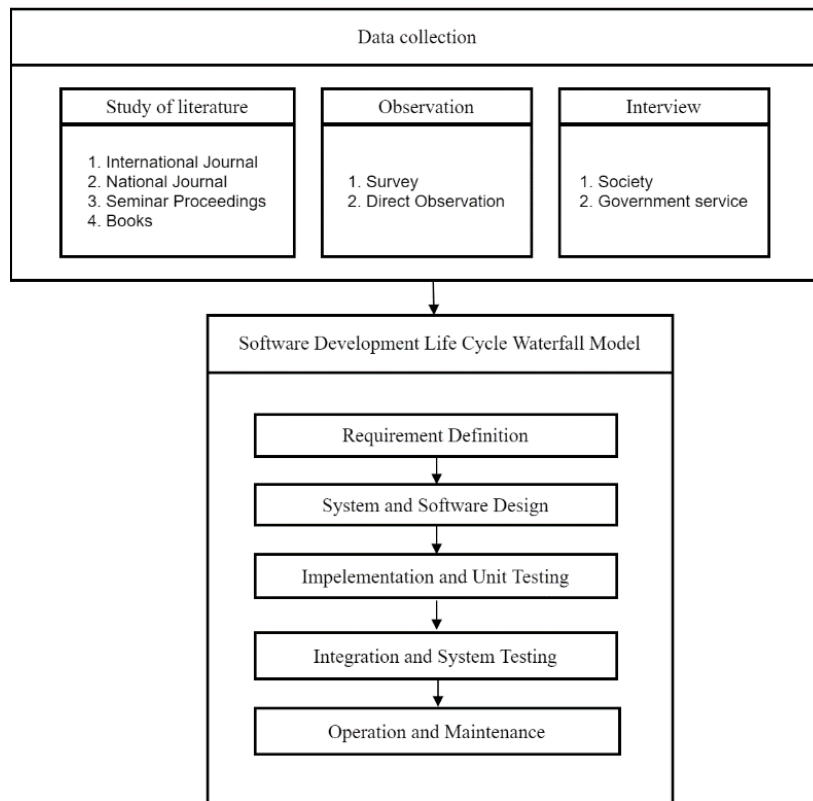 Data collection
Study of literature
1. International Journal
2. National Journal
3. Seminar Proceedings
4. Books
Observation
1. Survey
2. Direct Observation
Interview
1. Society
2. Government service
Software Development Life Cycle Waterfall Model
Requirement Definition
System and Software Design
Impelementation and Unit Testing
Integration and System Testing
Operation and Maintenance